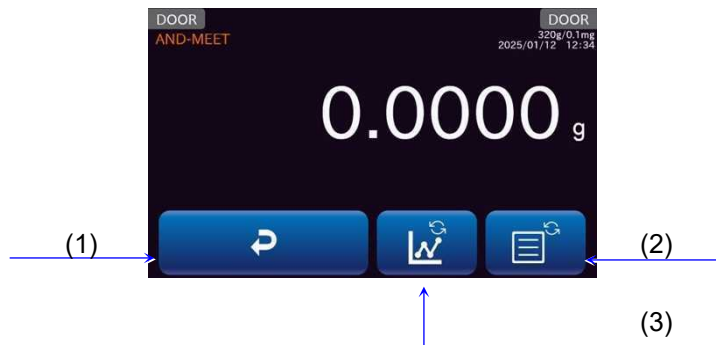 DOOR DOOR
AND-MEET
320g/0.1mg
2025/01/12 12:34
0.0000 g
(1)
(2)
(3)